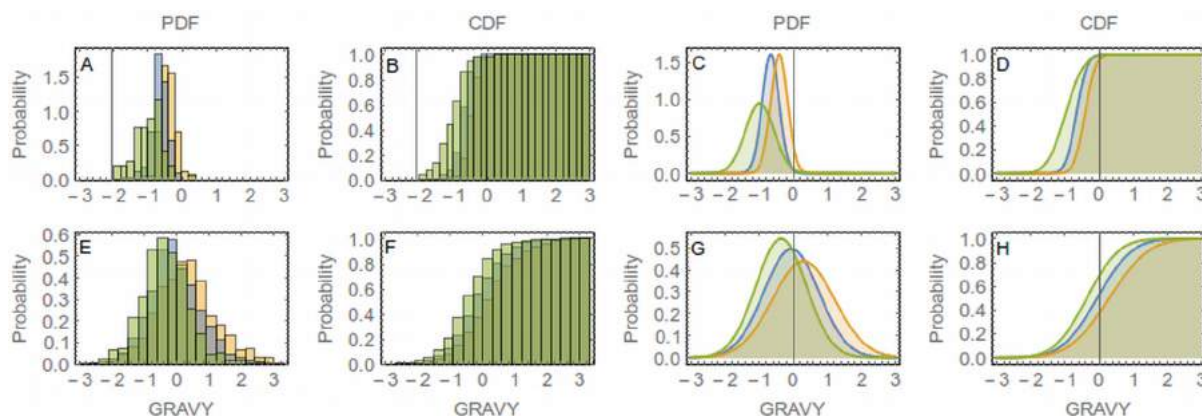 PDF CDF PDF CDF
Probability 1.5 1.0 0.5 0.0 A −3 −2 −1 0 1 2 3
Probability 1.0 0.8 0.6 0.4 0.2 0.0 B −3 −2 −1 0 1 2 3
Probability 1.5 1.0 0.5 0.0 C −3 −2 −1 0 1 2 3
Probability 1.0 0.8 0.6 0.4 0.2 0.0 D −3 −2 −1 0 1 2 3
Probability 0.6 0.5 0.4 0.3 0.2 0.1 0.0 E −3 −2 −1 0 1 2 3
GRAVY
Probability 1.0 0.8 0.6 0.4 0.2 0.0 F −3 −2 −1 0 1 2 3
GRAVY
Probability 0.5 0.4 0.3 0.2 0.1 0.0 G −3 −2 −1 0 1 2 3
GRAVY
Probability 1.0 0.8 0.6 0.4 0.2 0.0 H −3 −2 −1 0 1 2 3
GRAVY